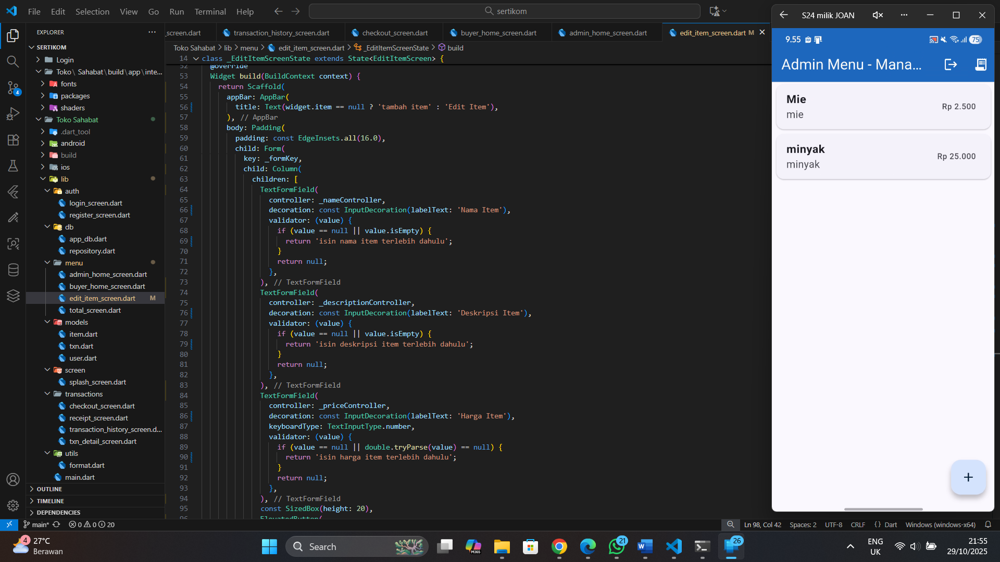 File Edit Selection View Go Run Terminal Help
sertikom
EXPLORER
SERTIKOM
Login
Toko\ Sahabat\build\app\inte...
fonts
packages
shaders
Toko Sahabat
.dart_tool
android
build
ios
lib
auth
login_screen.dart
register_screen.dart
db
app_db.dart
repository.dart
menu
admin_home_screen.dart
buyer_home_screen.dart
edit_item_screen.dart M
total_screen.dart
models
item.dart
txn.dart
user.dart
screen
splash_screen.dart
transactions
checkout_screen.dart
receipt_screen.dart
transaction_history_screen.d...
txn_detail_screen.dart
utils
format.dart
main.dart
OUTLINE
TIMELINE
DEPENDENCIES
4
_screen.dart transaction_history_screen.dart checkout_screen.dart buyer_home_screen.dart admin_home_screen.dart edit_item_screen.dart M
Toko Sahabat > lib > menu > edit_item_screen.dart > _EditItemScreenState > build
14 class _EditItemScreenState extends State<EditItemScreen> {
52 @override
53 Widget build(BuildContext context) {
54 return Scaffold(
55 appBar: AppBar(
56 title: Text(widget.item == null ? 'tambah item' : 'Edit Item'),
57 ), // AppBar
58 body: Padding(
59 padding: const EdgeInsets.all(16.0),
60 child: Form(
61 key: _formKey,
62 child: Column(
63 children: [
64 TextFormField(
65 controller: _nameController,
66 decoration: const InputDecoration(labelText: 'Nama Item'),
67 validator: (value) {
68 if (value == null || value.isEmpty) {
69 return 'isin nama item terlebih dahulu';
70 }
71 return null;
72 },
73 ), // TextFormField
74 TextFormField(
75 controller: _descriptionController,
76 decoration: const InputDecoration(labelText: 'Deskripsi Item'),
77 validator: (value) {
78 if (value == null || value.isEmpty) {
79 return 'isin deskripsi item terlebih dahulu';
80 }
81 return null;
82 },
83 ), // TextFormField
84 TextFormField(
85 controller: _priceController,
86 decoration: const InputDecoration(labelText: 'Harga Item'),
87 keyboardType: TextInputType.number,
88 validator: (value) {
89 if (value == null || double.tryParse(value) == null) {
90 return 'isin harga item terlebih dahulu';
91 }
92 return null;
93 },
94 ), // TextFormField
95 const SizedBox(height: 20),
96 ElevatedButton(
S24 milik JOAN
9.55
75
Admin Menu - Mana...
Mie
mie
Rp 2.500
minyak
minyak
Rp 25.000
+
main* 0 0 20
Ln 98, Col 42 Spaces: 2 UTF-8 CRLF {} Dart Windows (windows-x64)
4
27°C
Berawan
Search
M365
21
26
ENG
UK
21:55
29/10/2025